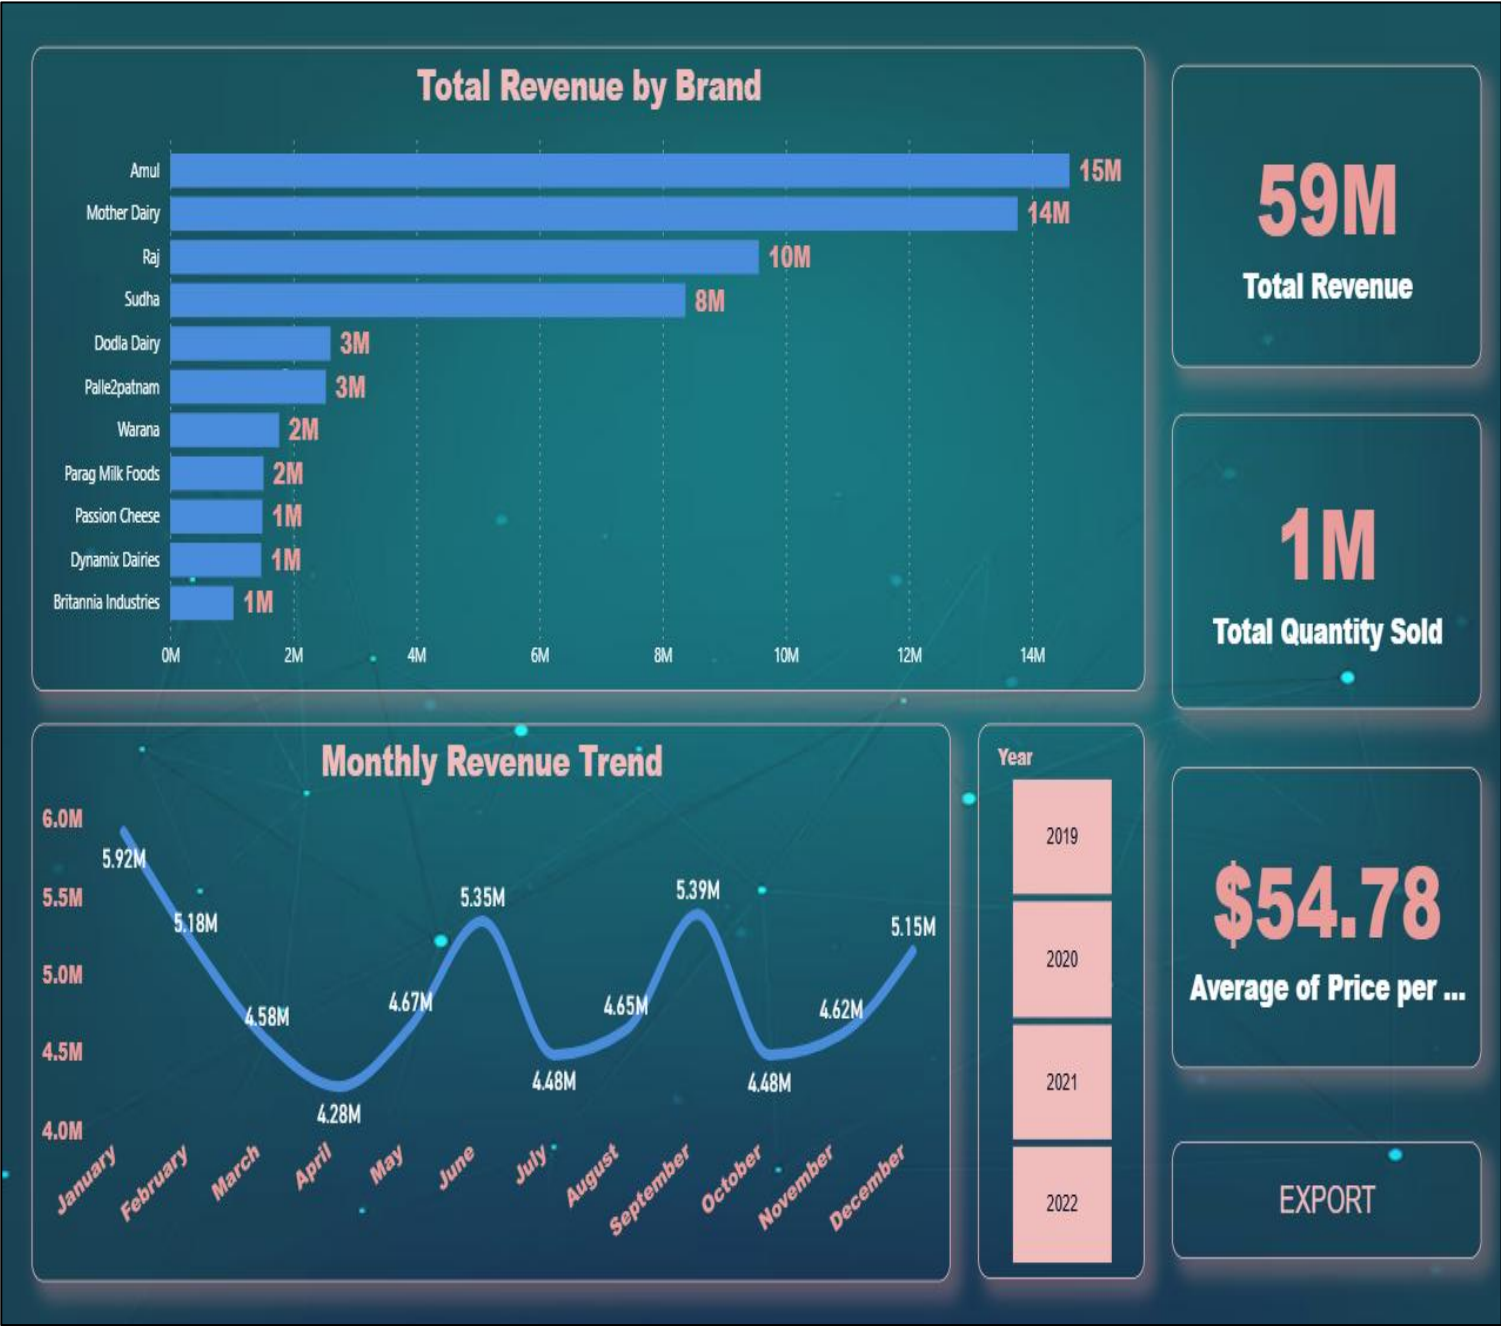 Total Revenue by Brand
Amul 15M
Mother Dairy 14M
Raj 10M
Sudha 8M
Dodla Dairy 3M
Palle2patnam 3M
Warana 2M
Parag Milk Foods 2M
Passion Cheese 1M
Dynamix Dairies 1M
Britannia Industries 1M
0M 2M 4M 6M 8M 10M 12M 14M
59M
Total Revenue
1M
Total Quantity Sold
Monthly Revenue Trend
6.0M
5.5M
5.0M
4.5M
4.0M
5.92M
5.18M
4.58M
4.28M
4.67M
5.35M
4.48M
4.65M
5.39M
4.48M
4.62M
5.15M
January February March April May June July August September October November December
Year
2019
2020
2021
2022
$54.78
Average of Price per ...
EXPORT